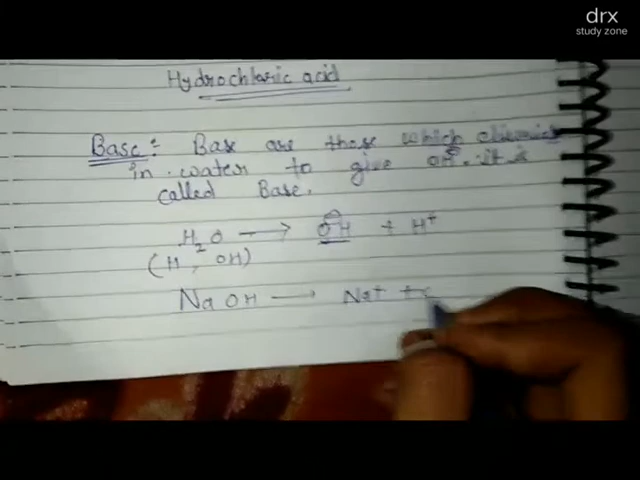 drx
study zone
Hydrochloric acid
Base: Base are those which
in water to give OH⊖. it is
called Base.
H2O → OH⊖ + H+
(H, OH)
NaOH → Na+ +